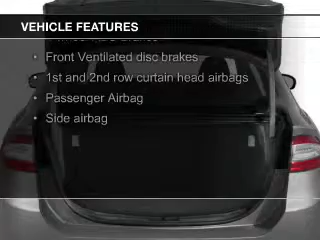 VEHICLE FEATURES
• Front Ventilated disc brakes
• 1st and 2nd row curtain head airbags
• Passenger Airbag
• Side airbag